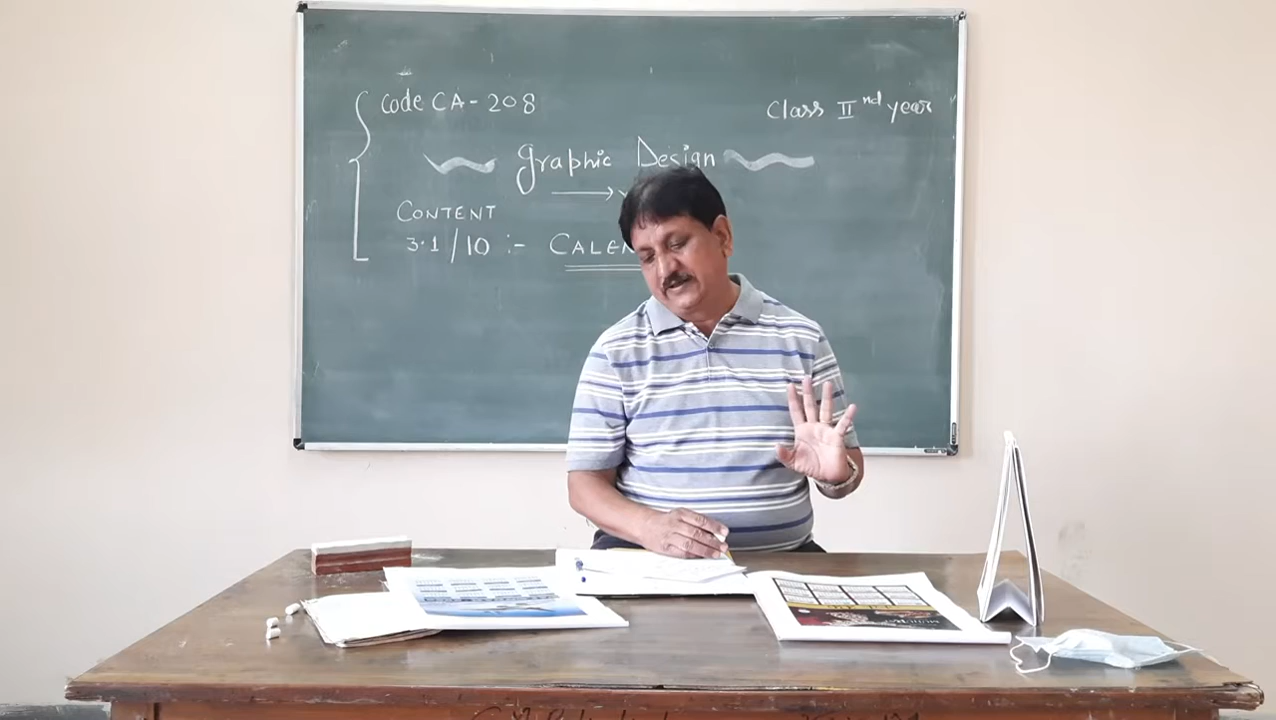 Code CA-208
Class II nd year
Graphic Design
CONTENT
3.1/10 :- CALEN